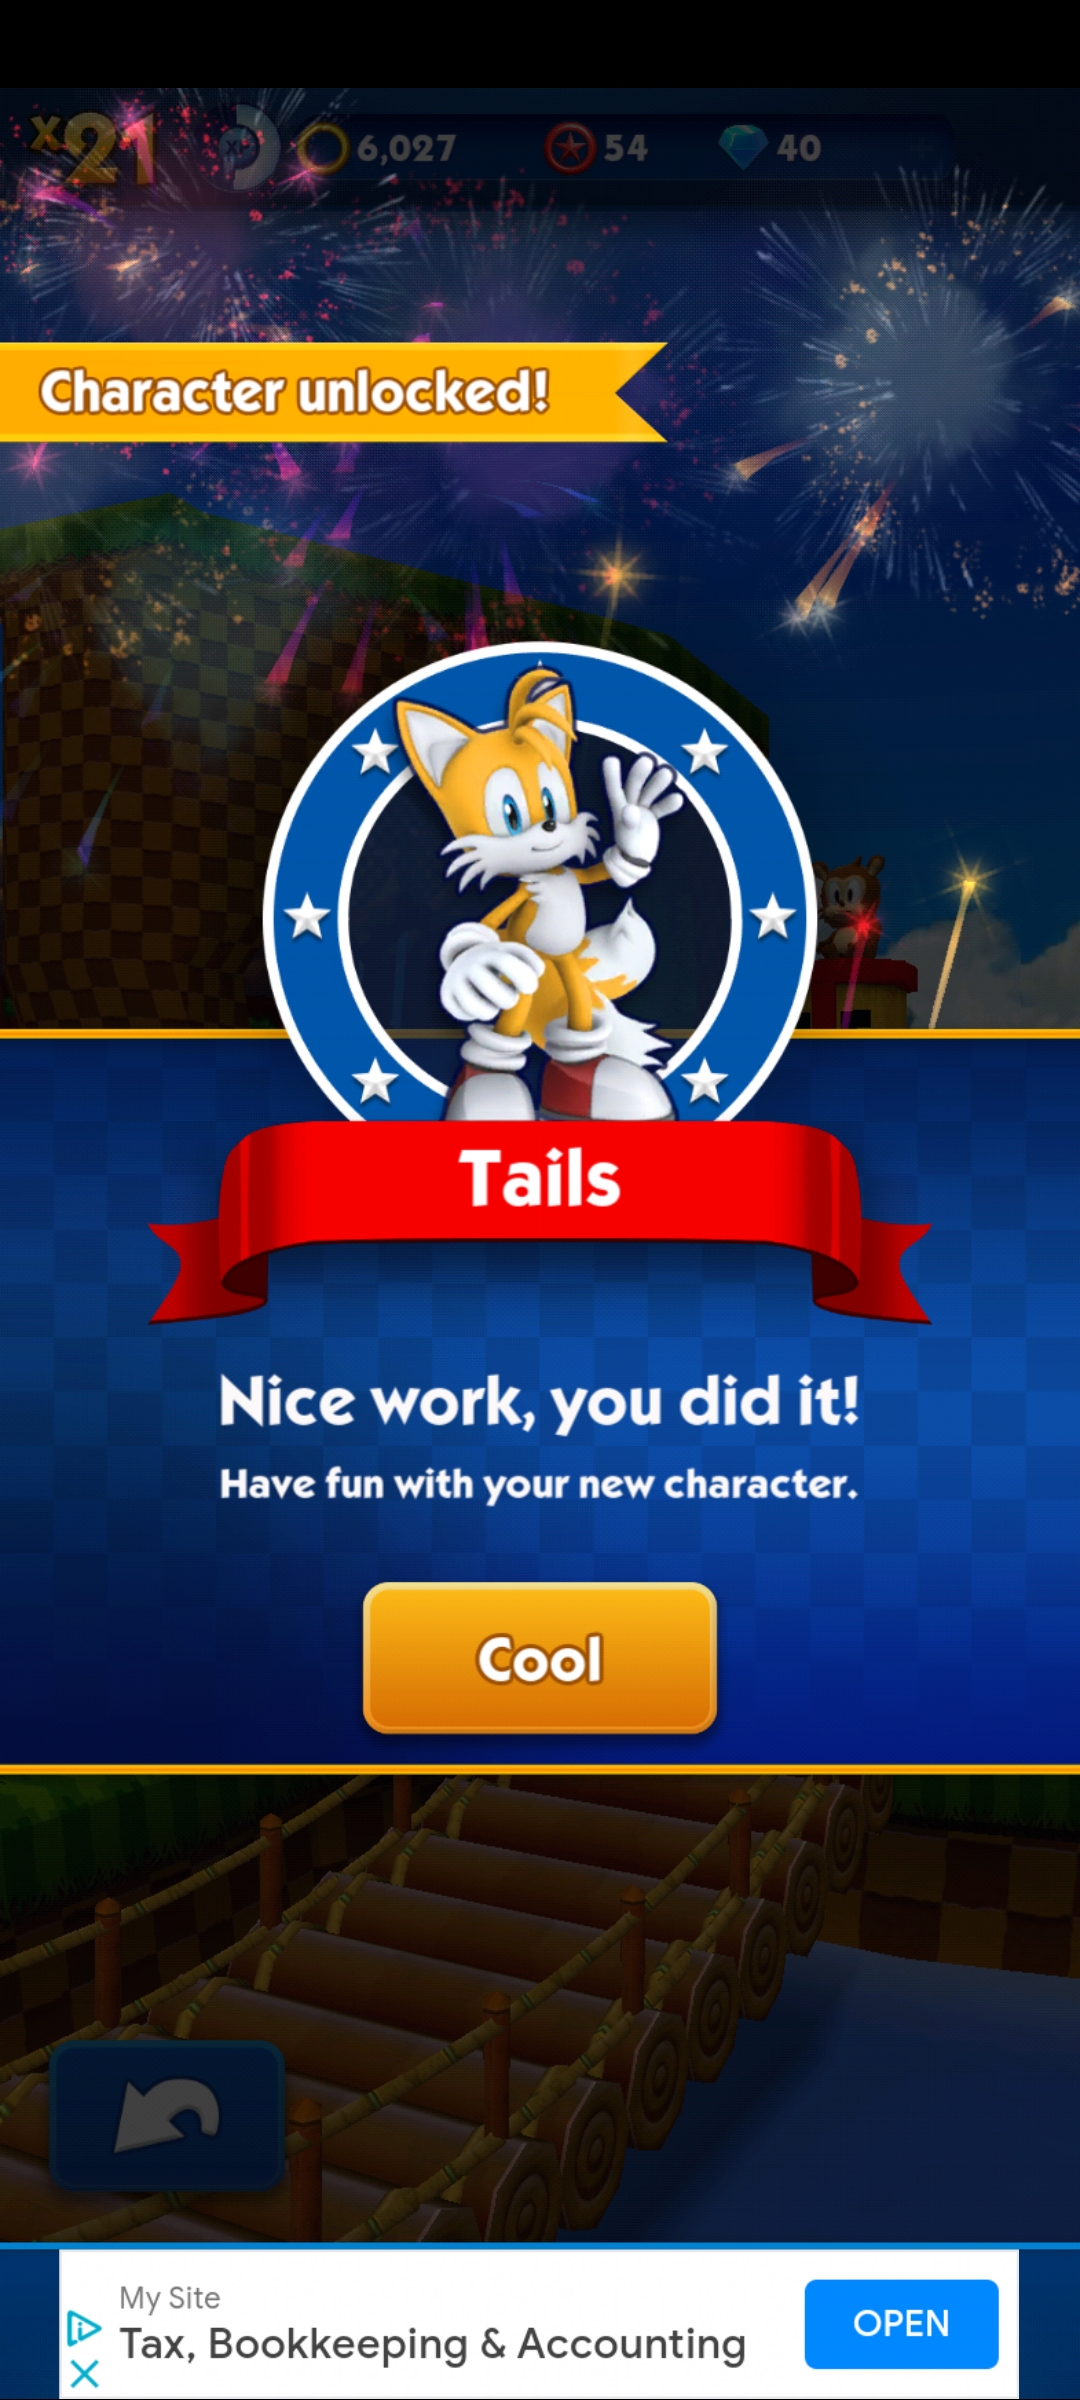 x21 XP 6,027 54 40
Character unlocked!
Tails
Nice work, you did it!
Have fun with your new character.
Cool
My Site
Tax, Bookkeeping & Accounting
OPEN